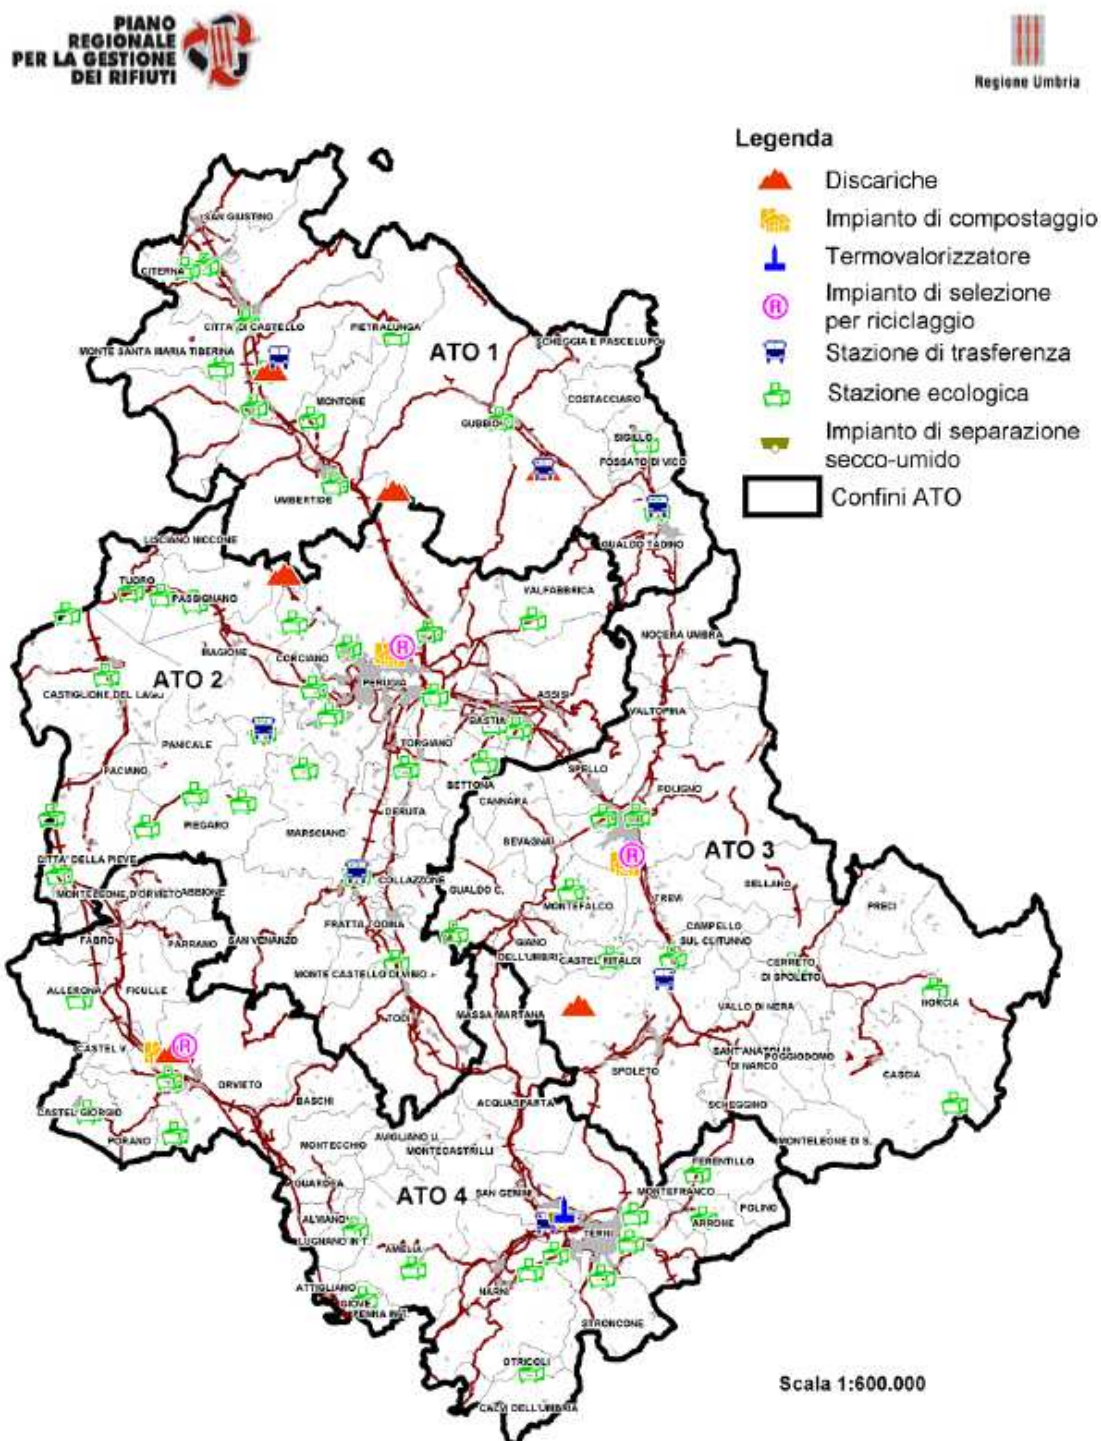 PIANO
REGIONALE
PER LA GESTIONE
DEI RIFIUTI
Regione Umbria
Legenda
Discariche
Impianto di compostaggio
Termovalorizzatore
Impianto di selezione
per riciclaggio
Stazione di trasferenza
Stazione ecologica
Impianto di separazione
secco-umido
Confini ATO
SAN GIUSTINO
CITERNA
CITTA' DI CASTELLO
PIETRALUNGA
MONTE SANTA MARIA TIBERINA
ATO 1
SCHEGGIA E PASCELUPO
COSTACCIARO
MONTONE
GUBBIO
SIGILLO
FOSSATO DI VICO
UMBERTIDE
LISCIANO NICCONE
GUALDO TADINO
TUORO
PASSIGNANO
VALFABBRICA
NOCERA UMBRA
MAGIONE
CORCIANO
ATO 2
PERUGIA
CASTIGLIONE DEL
ASSISI
VALTOPINA
BASTIA
PANICALE
TORGIANO
PACIANO
SPELLO
BETTONA
FOLIGNO
CANNARA
DERUTA
PIEGARO
MARSCIANO
BEVAGNA
ATO 3
CITTA' DELLA PIEVE
COLLAZZONE
SELLANO
MONTELEONE D'ORVIETO
GUALDO C.
TREVI
PRECI
MONTEFALCO
FRATTA TODINA
CAMPELLO
SUL CLITUNNO
FABRO
PARRANO
SAN VENANZO
GIANO
DELL'UMBRI
CASTEL RITALDI
CERRETO
DI SPOLETO
MONTE CASTELLO DI VIBIO
ALLERONA
FICULLE
NORCIA
VALLO DI NERA
MASSA MARTANA
TODI
CASTEL V.
SANT'ANATOLIA
DI NARCO
POGGIODOMO
SPOLETO
CASCIA
ORVIETO
BASCHI
ACQUASPARTA
SCHEGGINO
CASTEL GIORGIO
PORANO
MONTECCHIO
AVIGLIANO U.
MONTECASTRILLI
MONTELEONE DI S.
FERENTILLO
GUARDEA
ATO 4
SAN GEMINI
MONTEFRANCO
POLINO
ALVIANO
ARRONE
LUGNANO IN T.
AMELIA
TERNI
ATTIGLIANO
NARNI
GIOVE
PENNA IN T.
STRONCONE
OTRICOLI
CALVI DELL'UMBRIA
Scala 1:600.000